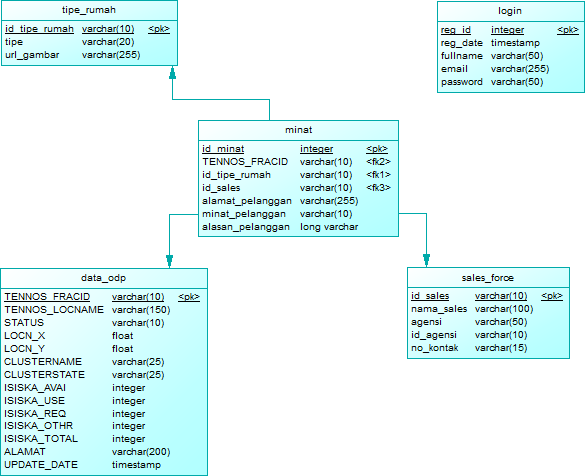 tipe_rumah
id_tipe_rumah varchar(10) <pk>
tipe varchar(20)
url_gambar varchar(255)
login
reg_id integer <pk>
reg_date timestamp
fullname varchar(50)
email varchar(255)
password varchar(50)
minat
id_minat integer <pk>
TENNOS_FRACID varchar(10) <fk2>
id_tipe_rumah varchar(10) <fk1>
id_sales varchar(10) <fk3>
alamat_pelanggan varchar(255)
minat_pelanggan varchar(10)
alasan_pelanggan long varchar
data_odp
TENNOS_FRACID varchar(10) <pk>
TENNOS_LOCNAME varchar(150)
STATUS varchar(10)
LOCN_X float
LOCN_Y float
CLUSTERNAME varchar(25)
CLUSTERSTATE varchar(25)
ISISKA_AVAI integer
ISISKA_USE integer
ISISKA_REQ integer
ISISKA_OTHR integer
ISISKA_TOTAL integer
ALAMAT varchar(200)
UPDATE_DATE timestamp
sales_force
id_sales varchar(10) <pk>
nama_sales varchar(100)
agensi varchar(50)
id_agensi varchar(10)
no_kontak varchar(15)